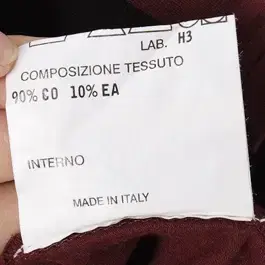 LAB. H3
COMPOSIZIONE TESSUTO
90% CO 10% EA
INTERNO
MADE IN ITALY